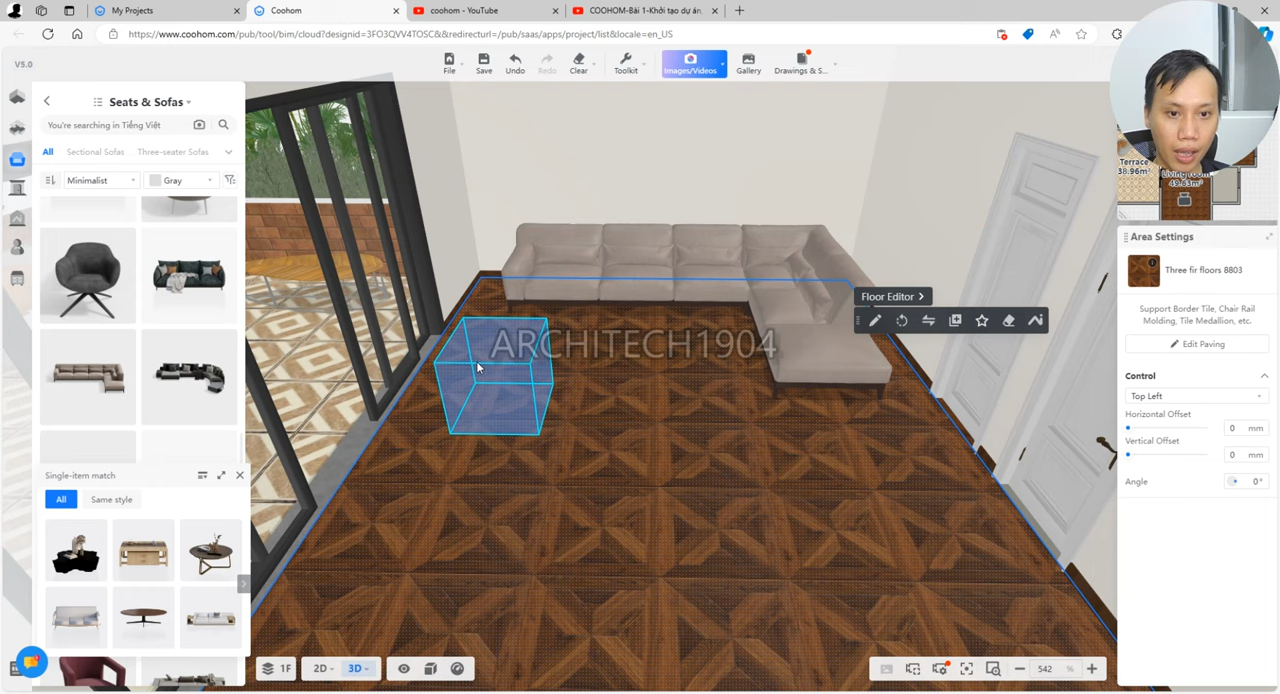 My Projects
Coohom
coohom - YouTube
COOHOM-Bài 1-Khởi tạo dự án
https://www.coohom.com/pub/tool/bim/cloud?designid=3FO3QVV4TOSC&&redirecturl=/pub/saas/apps/project/list&locale=en_US
V5.0
File
Save
Undo
Redo
Clear
Toolkit
Images/Videos
Gallery
Drawings & S...
Seats & Sofas
You're searching in Tiếng Việt
All
Sectional Sofas
Three-seater Sofas
Minimalist
Gray
Single-item match
All
Same style
Floor Editor
ARCHITECH1904
Terrace
38.96m²
Living room
49.63m²
Area Settings
Three fir floors 8803
Support Border Tile, Chair Rail
Molding, Tile Medallion, etc.
Edit Paving
Control
Top Left
Horizontal Offset
0 mm
Vertical Offset
0 mm
Angle
0°
1F
2D
3D
542 %